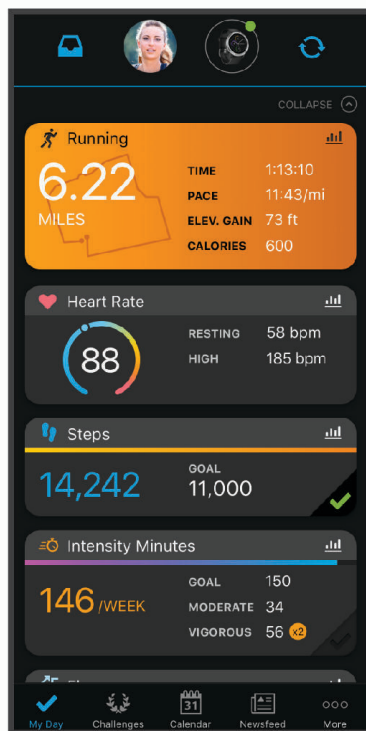 COLLAPSE
Running
6.22
MILES
TIME 1:13:10
PACE 11:43/mi
ELEV. GAIN 73 ft
CALORIES 600
Heart Rate
88
RESTING 58 bpm
HIGH 185 bpm
Steps
14,242
GOAL
11,000
Intensity Minutes
146 /WEEK
GOAL 150
MODERATE 34
VIGOROUS 56 x2
31
My Day Challenges Calendar Newsfeed More